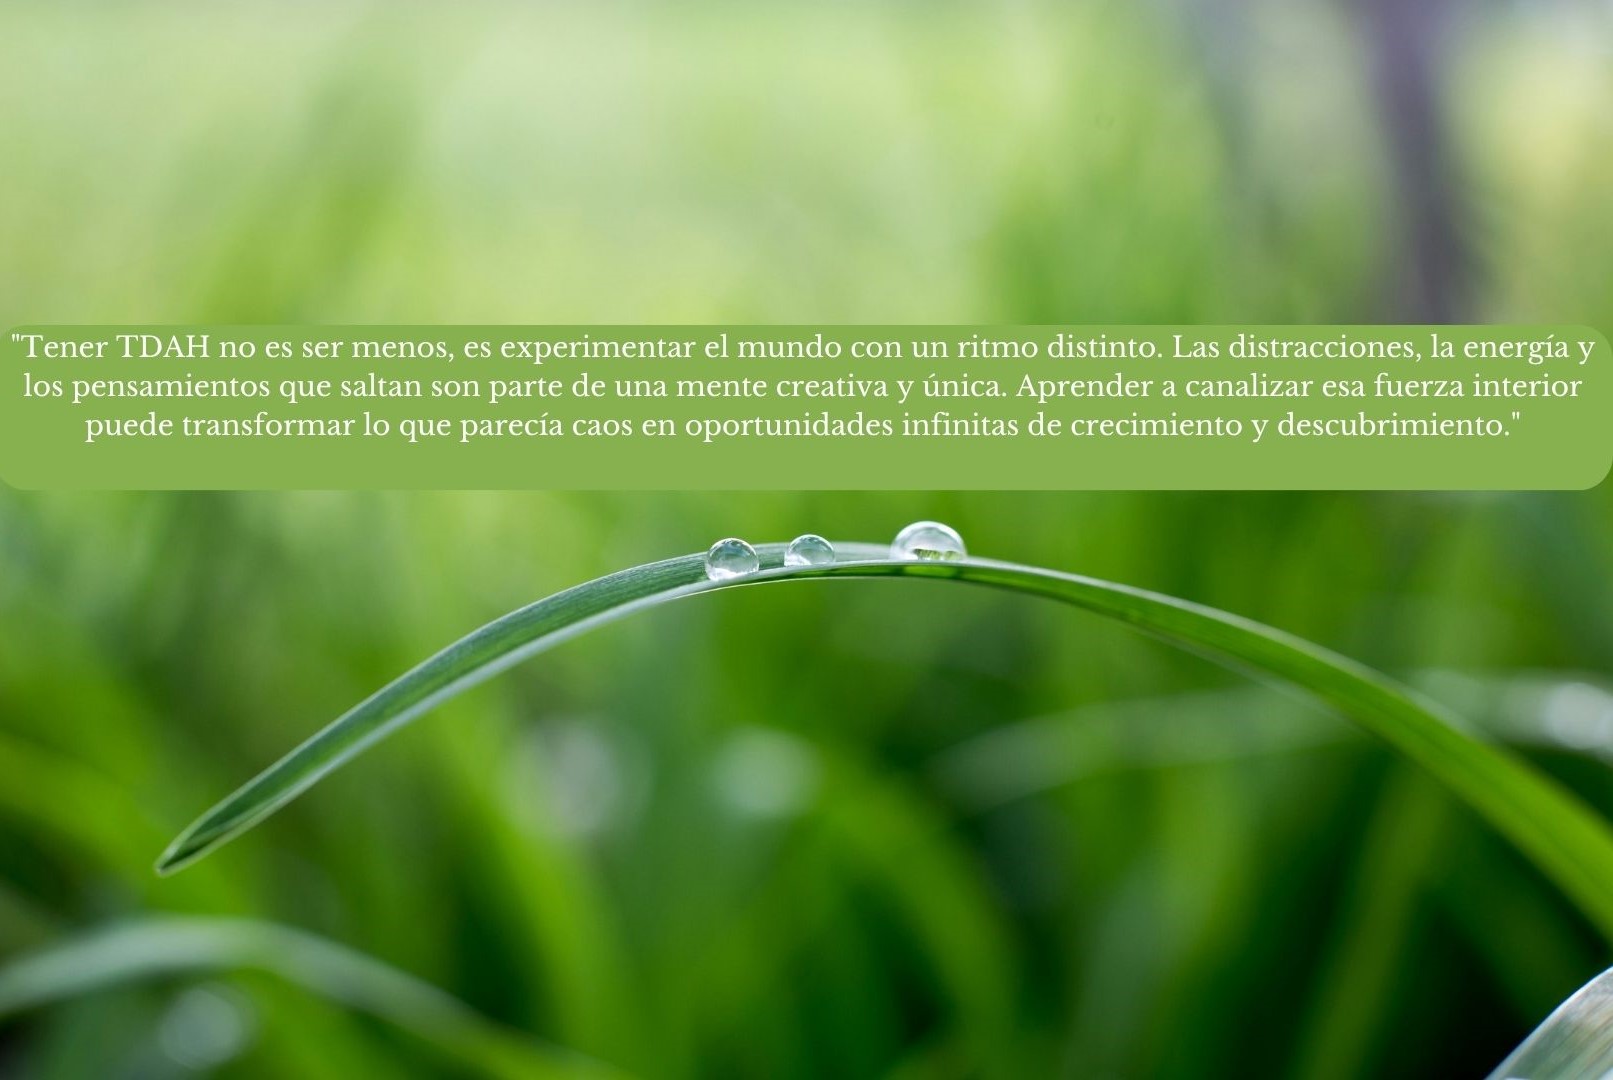 "Tener TDAH no es ser menos, es experimentar el mundo con un ritmo distinto. Las distracciones, la energía y
los pensamientos que saltan son parte de una mente creativa y única. Aprender a canalizar esa fuerza interior
puede transformar lo que parecía caos en oportunidades infinitas de crecimiento y descubrimiento."